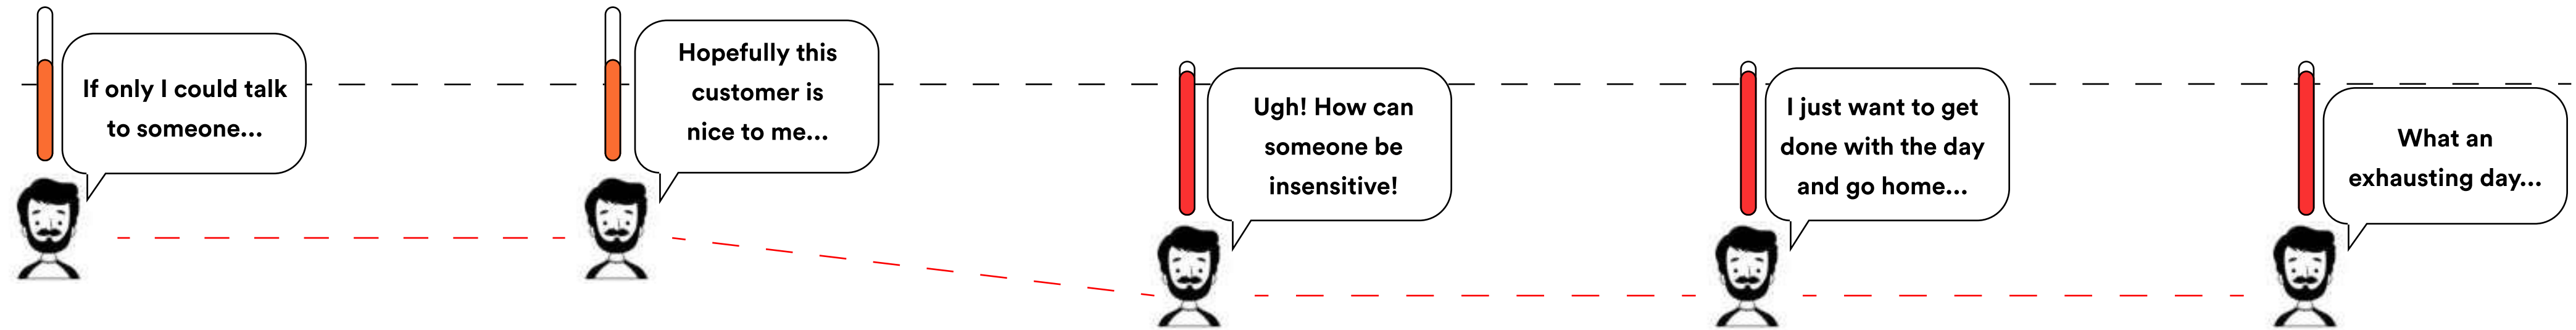 If only I could talk
to someone...
Hopefully this
customer is
nice to me...
Ugh! How can
someone be
insensitive!
I just want to get
done with the day
and go home...
What an
exhausting day...